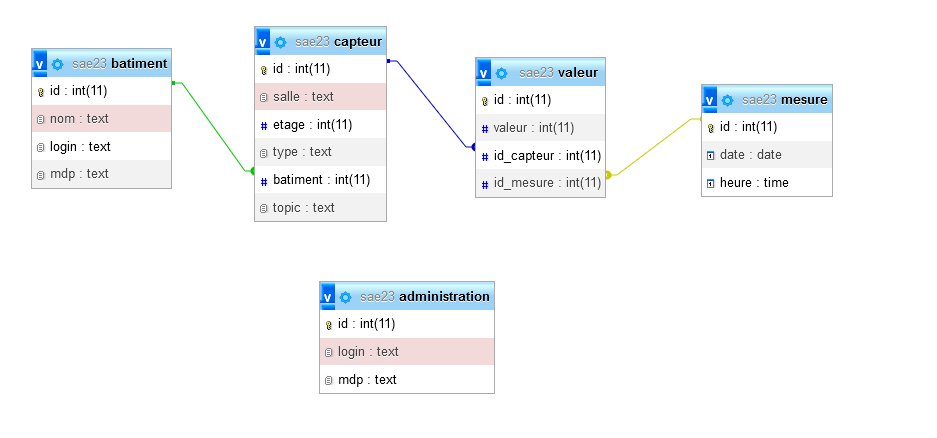 v sae23 batiment
id : int(11)
nom : text
login : text
mdp : text
v sae23 capteur
id : int(11)
salle : text
# etage : int(11)
type : text
# batiment : int(11)
topic : text
v sae23 valeur
id : int(11)
# valeur : int(11)
# id_capteur : int(11)
# id_mesure : int(11)
v sae23 mesure
id : int(11)
date : date
heure : time
v sae23 administration
id : int(11)
login : text
mdp : text